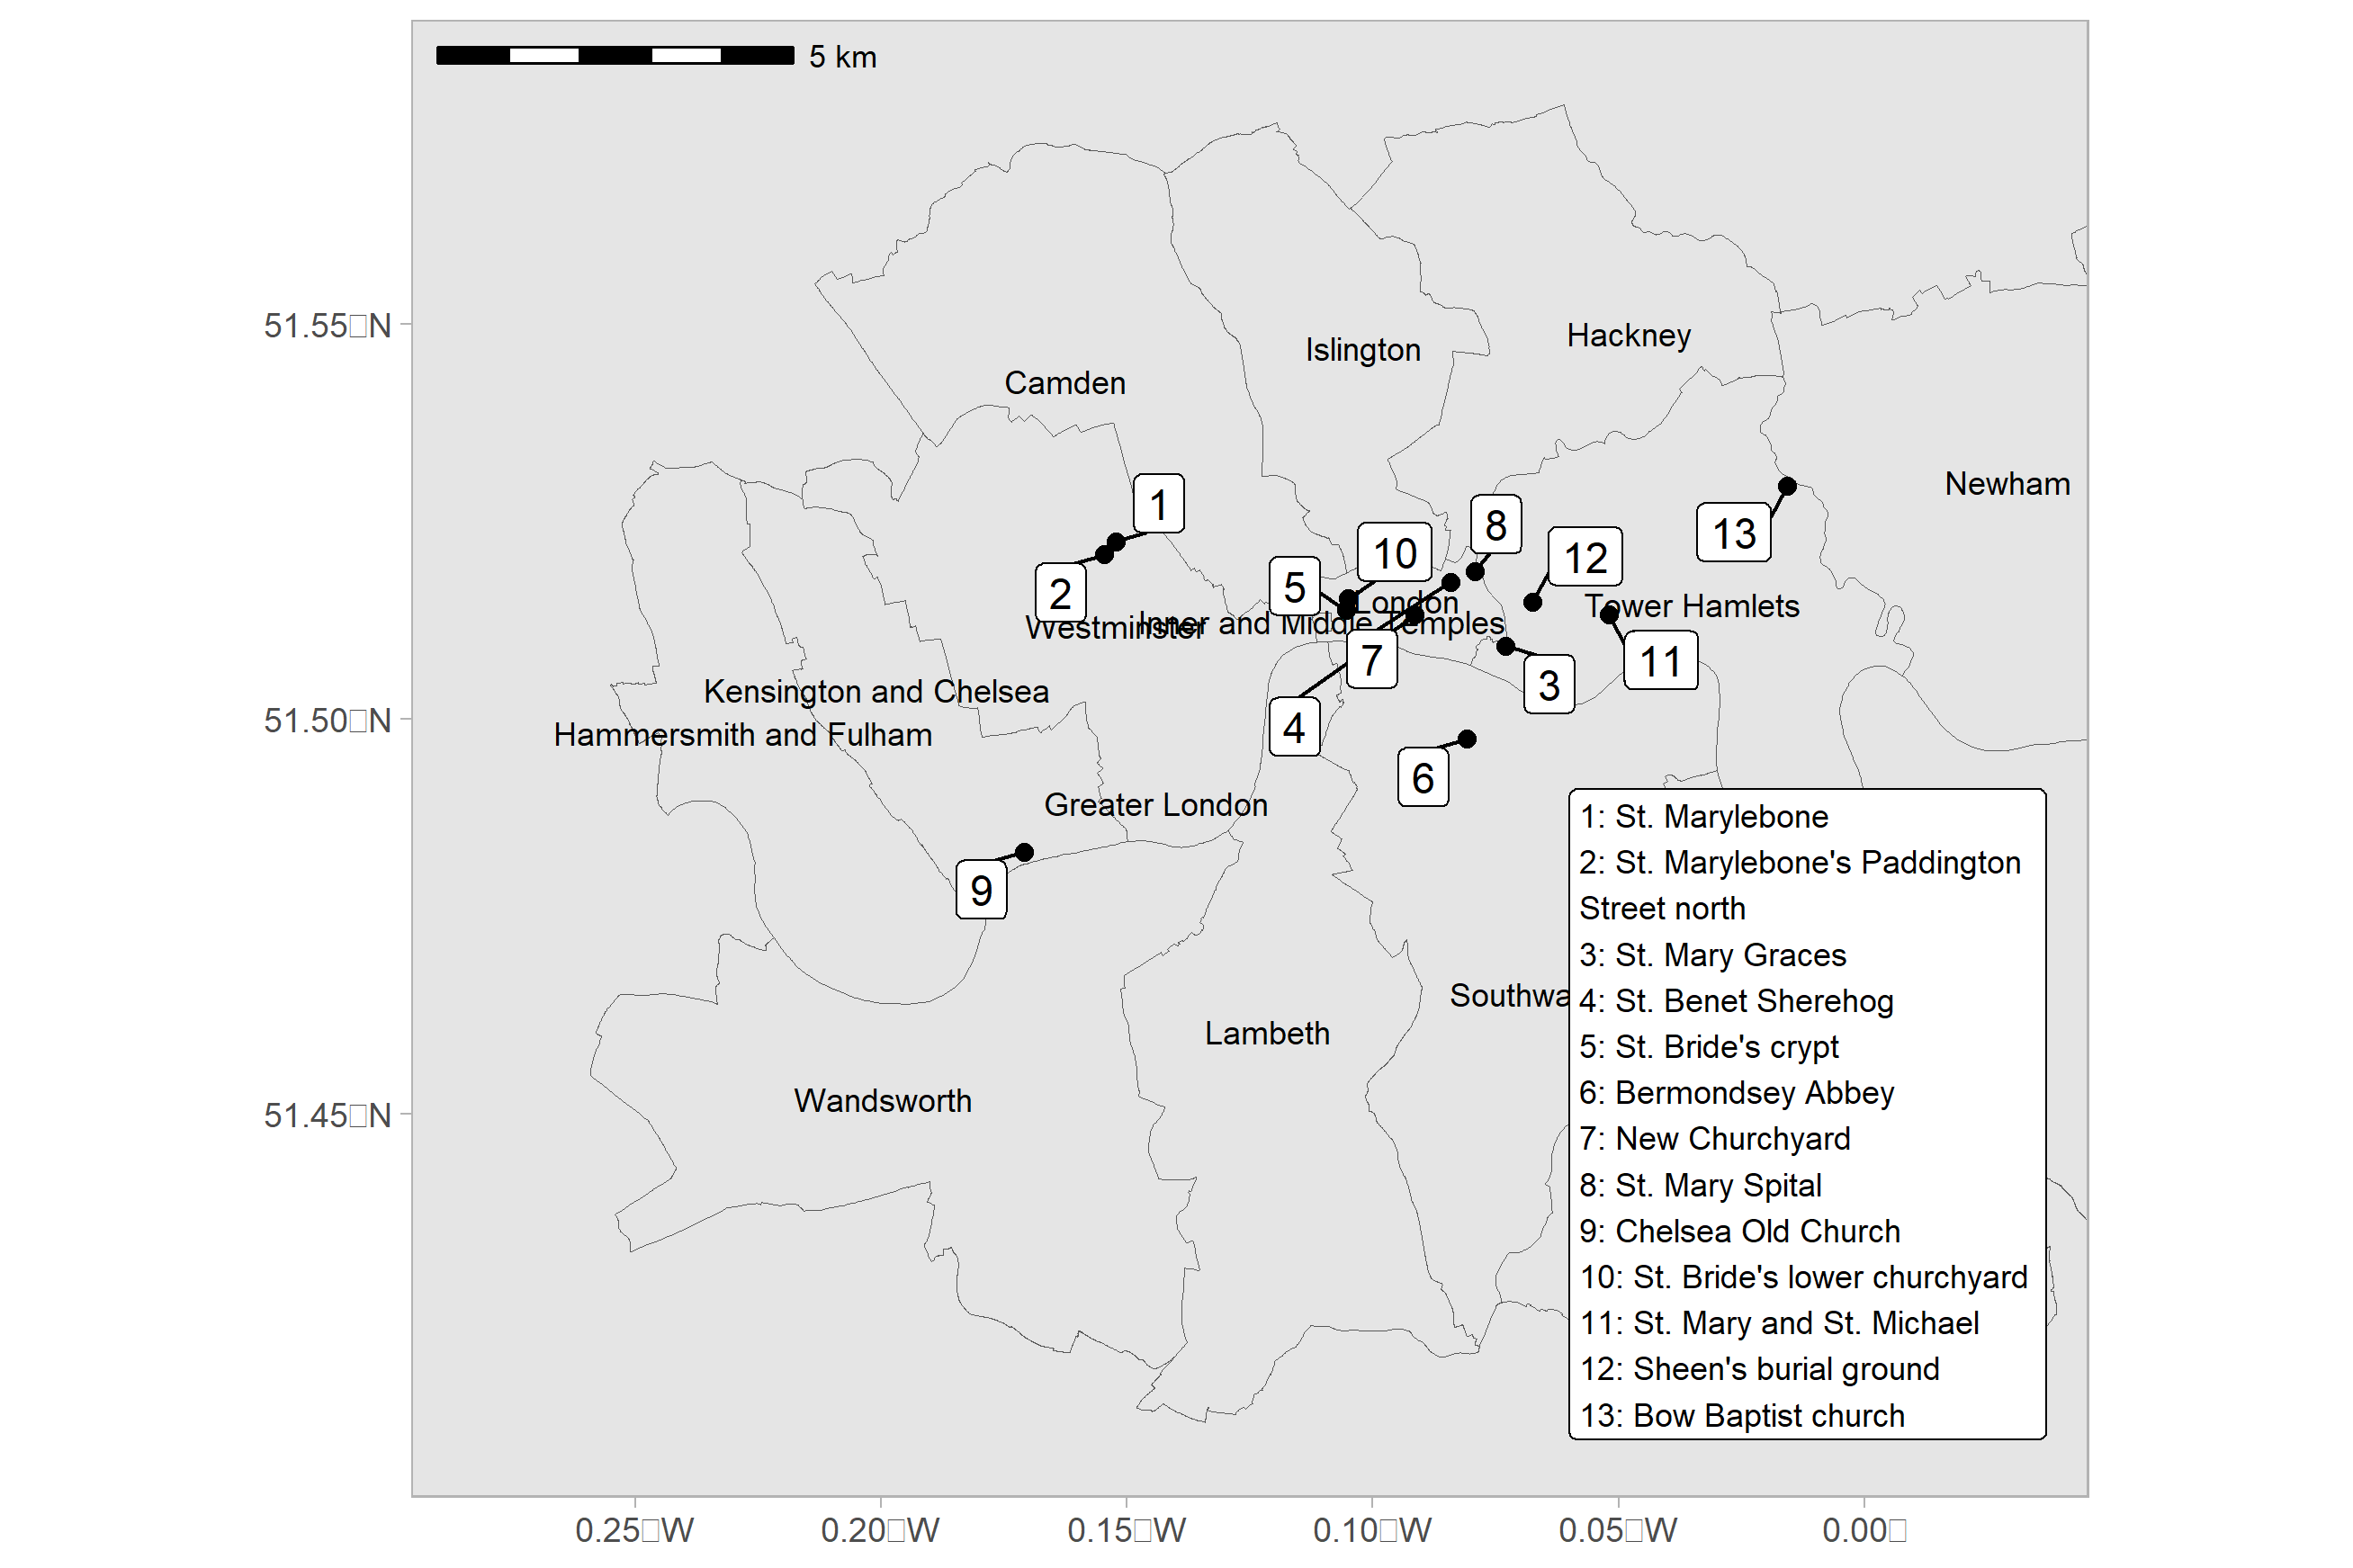 5 km
51.55□N
51.50□N
51.45□N
Hackney
Islington
Camden
Newham
1
8
13
10
12
5
2
London
Tower Hamlets
Inner and Middle Temples
Westminster
7
11
3
Kensington and Chelsea
4
Hammersmith and Fulham
6
Greater London
9
Southwa
Lambeth
Wandsworth
1: St. Marylebone
2: St. Marylebone's Paddington
Street north
3: St. Mary Graces
4: St. Benet Sherehog
5: St. Bride's crypt
6: Bermondsey Abbey
7: New Churchyard
8: St. Mary Spital
9: Chelsea Old Church
10: St. Bride's lower churchyard
11: St. Mary and St. Michael
12: Sheen's burial ground
13: Bow Baptist church
0.25□W
0.20□W
0.15□W
0.10□W
0.05□W
0.00□